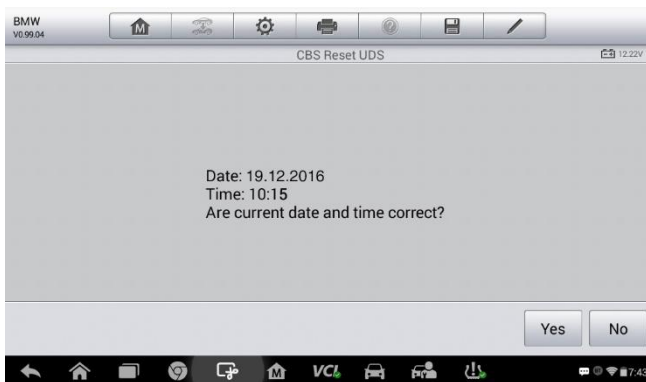 BMW
V0.99.04
M
?
CBS Reset UDS
12.22V
Date: 19.12.2016
Time: 10:15
Are current date and time correct?
Yes
No
M
VCI
7:43